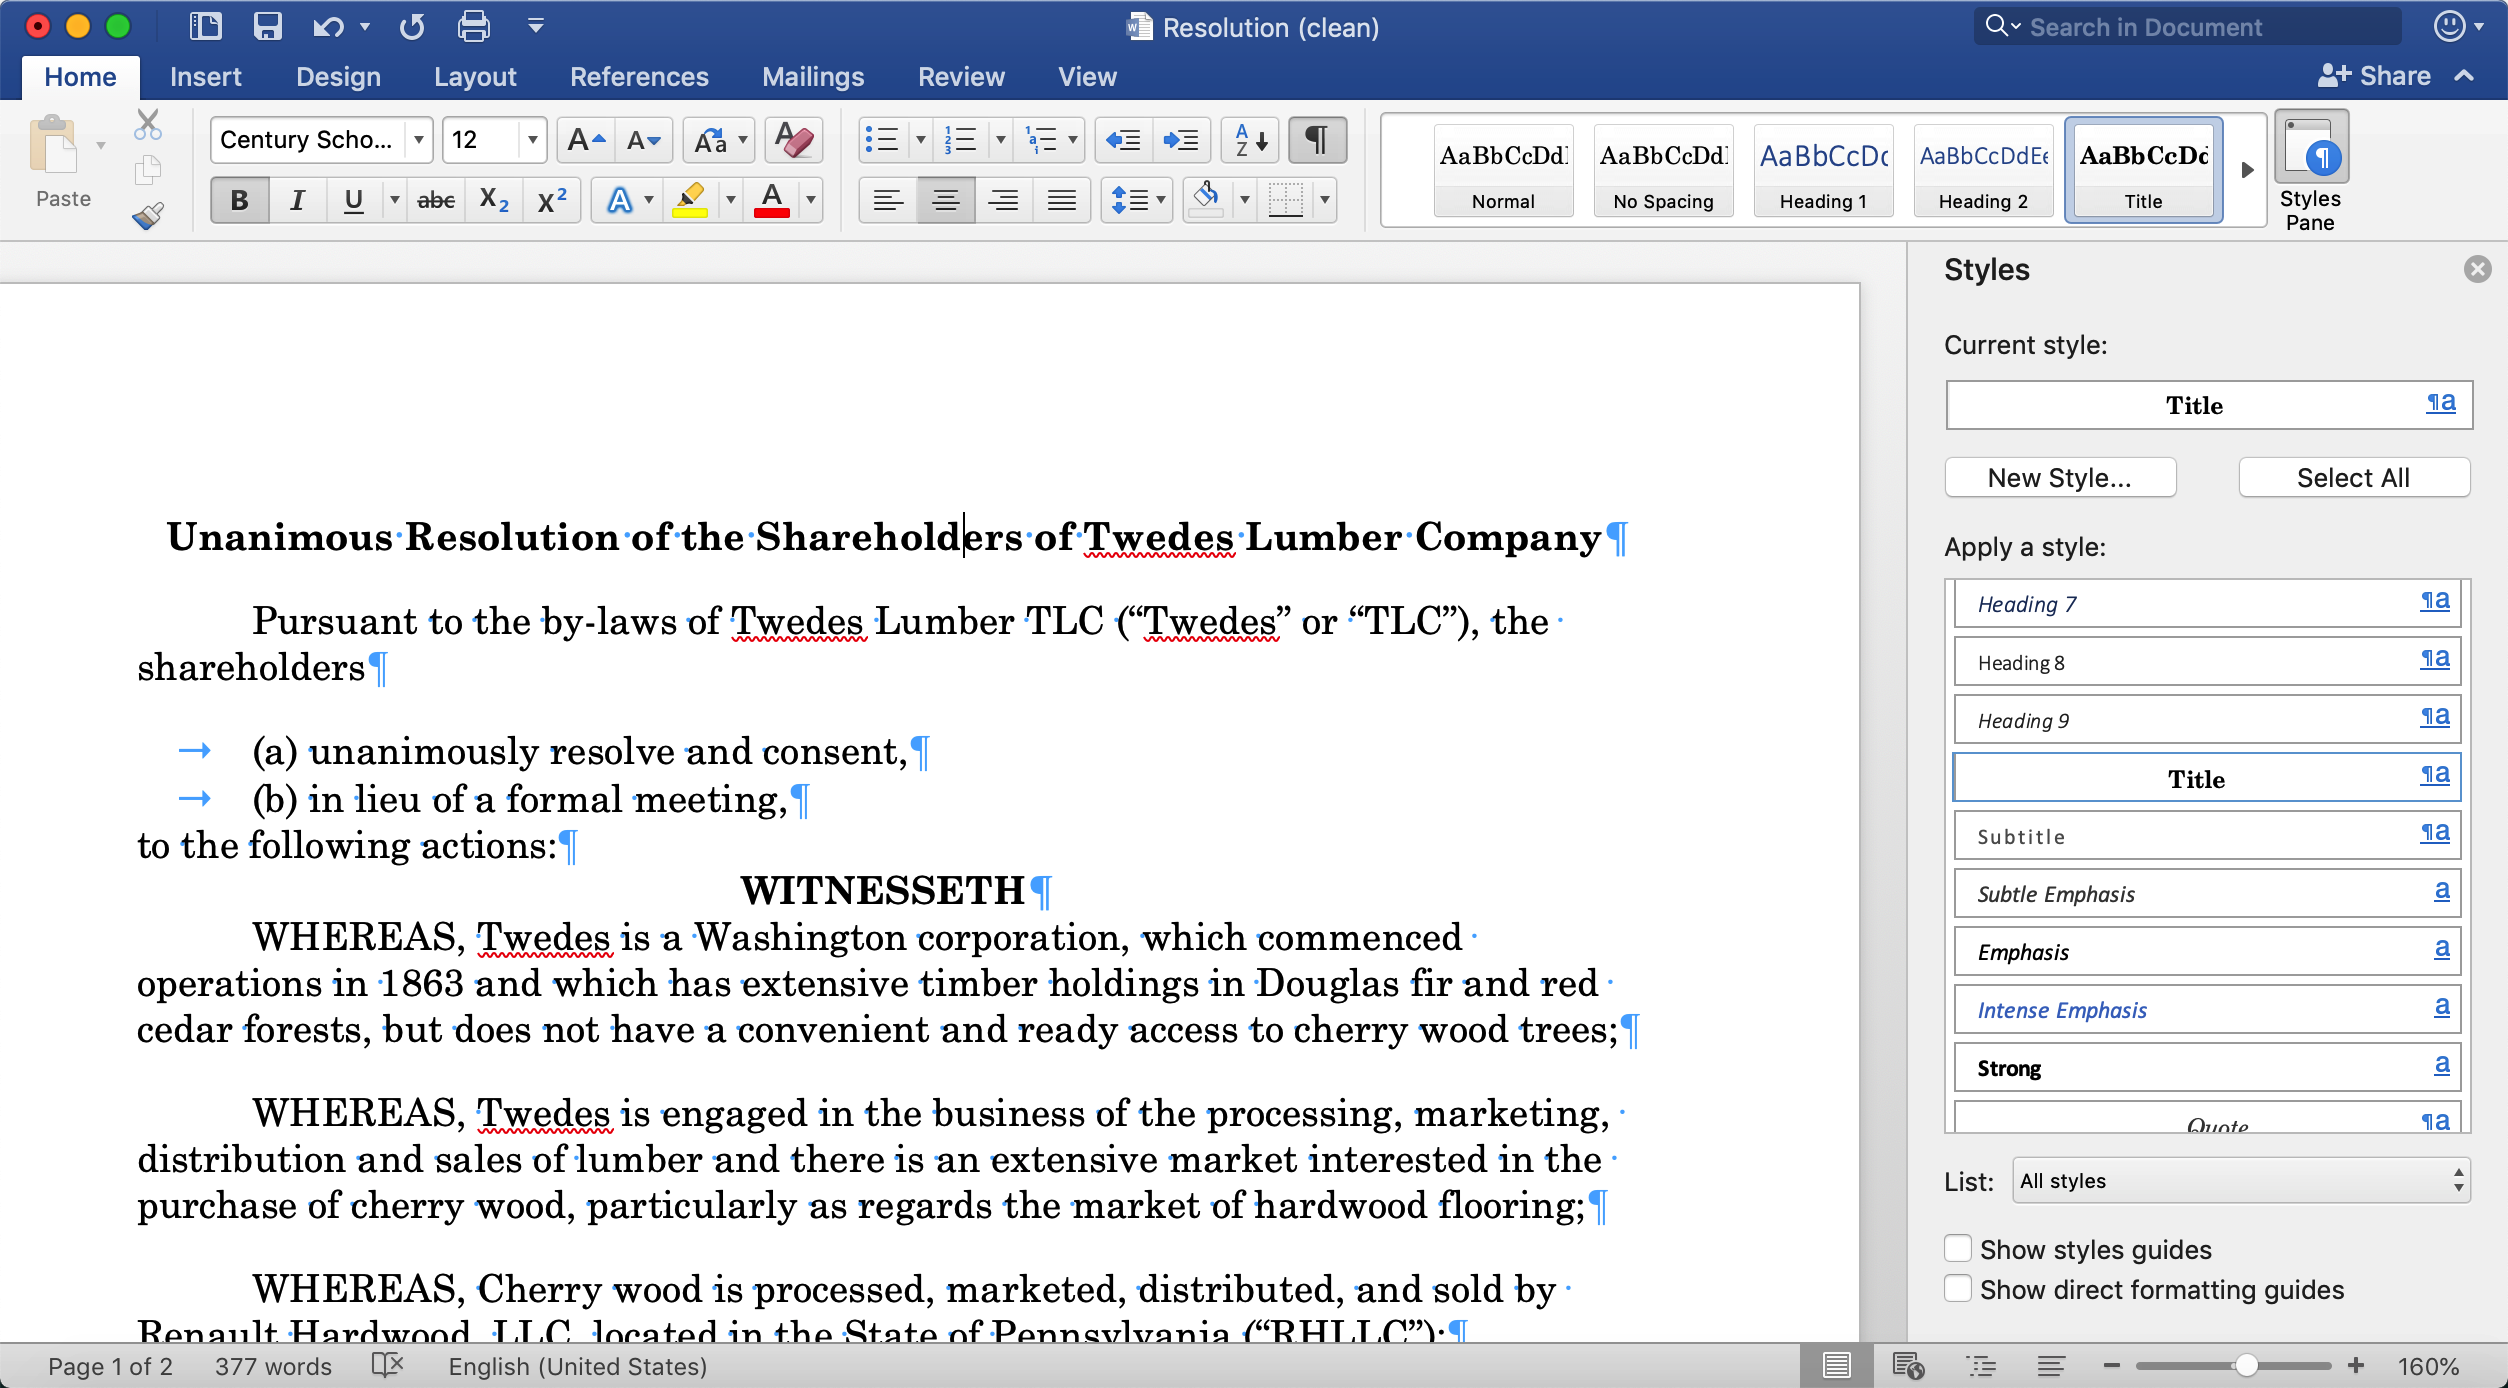 Resolution (clean)
Search in Document
Home Insert Design Layout References Mailings Review View
Share
Paste
Century Scho... 12
AaBbCcDd AaBbCcDd AaBbCcDc AaBbCcDdEe AaBbCcDd
Normal No Spacing Heading 1 Heading 2 Title
Styles Pane
B I U abc X2 X2 A A
Unanimous Resolution of the Shareholders of Twedes Lumber Company¶
Pursuant to the by-laws of Twedes Lumber TLC (“Twedes” or “TLC”), the
shareholders¶
→ (a) unanimously resolve and consent,¶
→ (b) in lieu of a formal meeting,¶
to the following actions:¶
WITNESSETH¶
WHEREAS, Twedes is a Washington corporation, which commenced
operations in 1863 and which has extensive timber holdings in Douglas fir and red
cedar forests, but does not have a convenient and ready access to cherry wood trees;¶
WHEREAS, Twedes is engaged in the business of the processing, marketing,
distribution and sales of lumber and there is an extensive market interested in the
purchase of cherry wood, particularly as regards the market of hardwood flooring;¶
WHEREAS, Cherry wood is processed, marketed, distributed, and sold by
Renault Hardwood, LLC, located in the State of Pennsylvania (“RHLLC”);¶
Styles
Current style:
Title ¶a
New Style... Select All
Apply a style:
Heading 7 ¶a
Heading 8 ¶a
Heading 9 ¶a
Title ¶a
Subtitle ¶a
Subtle Emphasis a
Emphasis a
Intense Emphasis a
Strong a
Quote ¶a
List: All styles
Show styles guides
Show direct formatting guides
Page 1 of 2 377 words English (United States) 160%